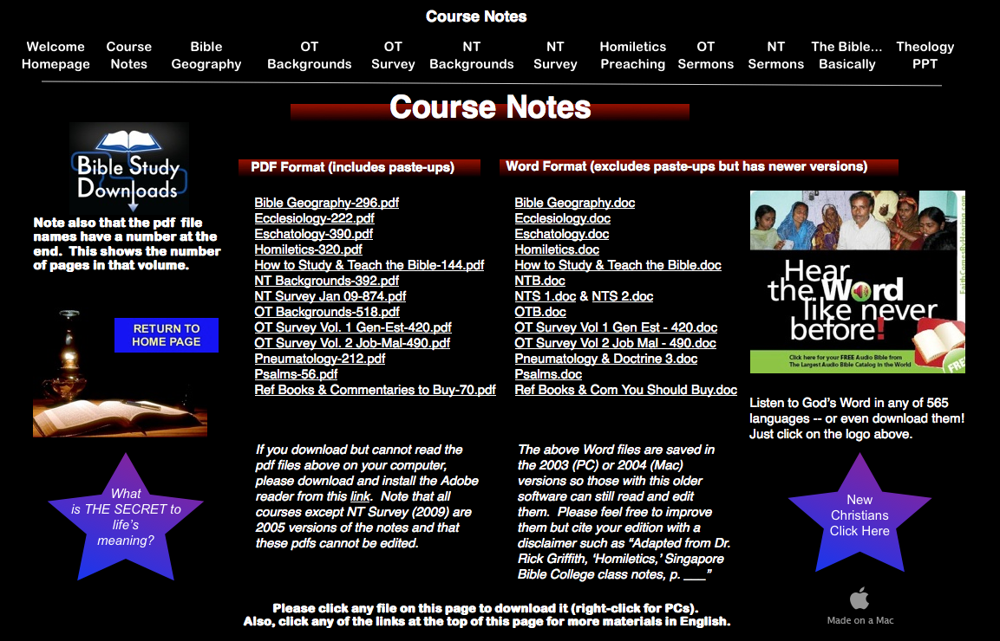 Course Notes
Welcome Homepage
Course Notes
Bible Geography
OT Backgrounds
OT Survey
NT Backgrounds
NT Survey
Homiletics Preaching
OT Sermons
NT Sermons
The Bible... Basically
Theology PPT
Course Notes
Bible Study
Downloads
Note also that the pdf file
names have a number at the
end. This shows the number
of pages in that volume.
RETURN TO
HOME PAGE
What
is THE SECRET to
life's
meaning?
PDF Format (includes paste-ups)
Bible Geography-296.pdf
Ecclesiology-222.pdf
Eschatology-390.pdf
Homiletics-320.pdf
How to Study & Teach the Bible-144.pdf
NT Backgrounds-392.pdf
NT Survey Jan 09-874.pdf
OT Backgrounds-518.pdf
OT Survey Vol. 1 Gen-Est-420.pdf
OT Survey Vol. 2 Job-Mal-490.pdf
Pneumatology-212.pdf
Psalms-56.pdf
Ref Books & Commentaries to Buy-70.pdf
If you download but cannot read the
pdf files above on your computer,
please download and install the Adobe
reader from this link. Note that all
courses except NT Survey (2009) are
2005 versions of the notes and that
these pdfs cannot be edited.
Word Format (excludes paste-ups but has newer versions)
Bible Geography.doc
Ecclesiology.doc
Eschatology.doc
Homiletics.doc
How to Study & Teach the Bible.doc
NTB.doc
NTS 1.doc & NTS 2.doc
OTB.doc
OT Survey Vol 1 Gen Est - 420.doc
OT Survey Vol 2 Job Mal - 490.doc
Pneumatology & Doctrine 3.doc
Psalms.doc
Ref Books & Com You Should Buy.doc
The above Word files are saved in
the 2003 (PC) or 2004 (Mac)
versions so those with this older
software can still read and edit
them. Please feel free to improve
them but cite your edition with a
disclaimer such as “Adapted from Dr.
Rick Griffith, ‘Homiletics,’ Singapore
Bible College class notes, p. ___”
FaithComesByHearing.com
Hear
the Word
like never
before!
Click here for your FREE Audio Bible from
The Largest Audio Bible Catalog in the World
FREE
Listen to God’s Word in any of 565
languages -- or even download them!
Just click on the logo above.
New
Christians
Click Here
Please click any file on this page to download it (right-click for PCs).
Also, click any of the links at the top of this page for more materials in English.
Made on a Mac